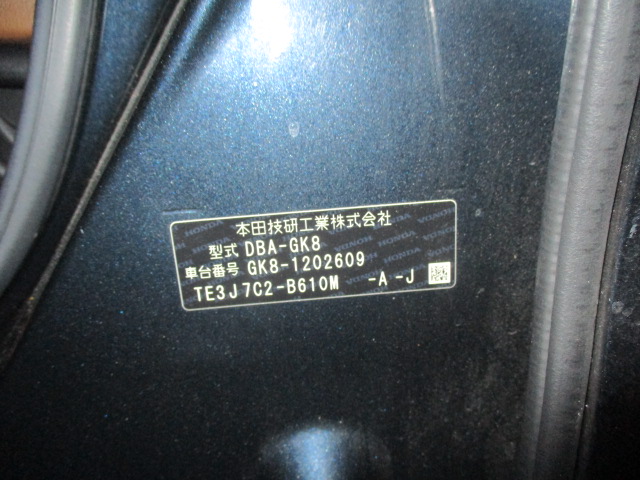 本田技研工業株式会社
型式 DBA-GK8
車台番号 GK8-1202609
TE3J7C2-B610M -A -J